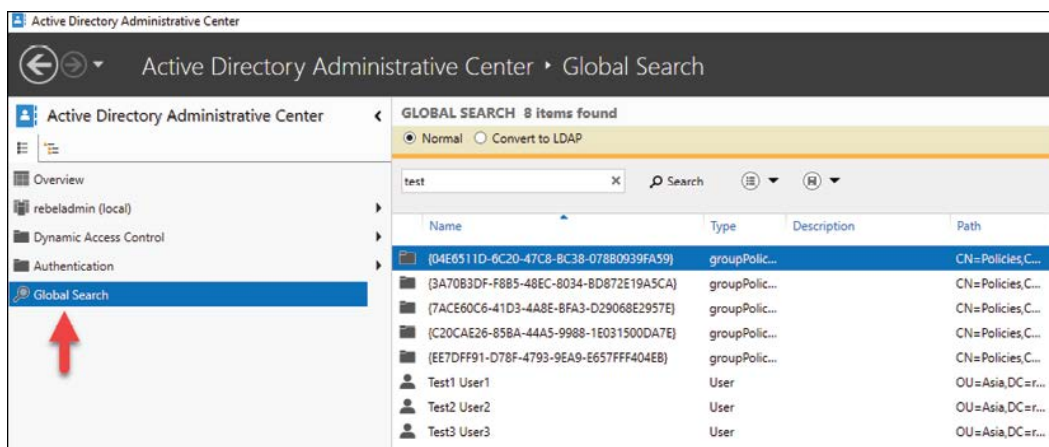 Active Directory Administrative Center
Active Directory Administrative Center • Global Search
Active Directory Administrative Center
Overview
rebeladmin (local)
Dynamic Access Control
Authentication
Global Search
GLOBAL SEARCH 8 items found
Normal Convert to LDAP
test × Search
Name Type Description Path
{04E6511D-6C20-47C8-BC38-078B0939FA59} groupPolic... CN=Policies,C...
{3A70B3DF-F8B5-48EC-8034-BD872E19A5CA} groupPolic... CN=Policies,C...
{7ACE60C6-41D3-4A8E-BFA3-D29068E2957E} groupPolic... CN=Policies,C...
{C20CAE26-85BA-44A5-9988-1E031500DA7E} groupPolic... CN=Policies,C...
{EE7DFF91-D78F-4793-9EA9-E657FFF404EB} groupPolic... CN=Policies,C...
Test1 User1 User OU=Asia,DC=r...
Test2 User2 User OU=Asia,DC=r...
Test3 User3 User OU=Asia,DC=r...